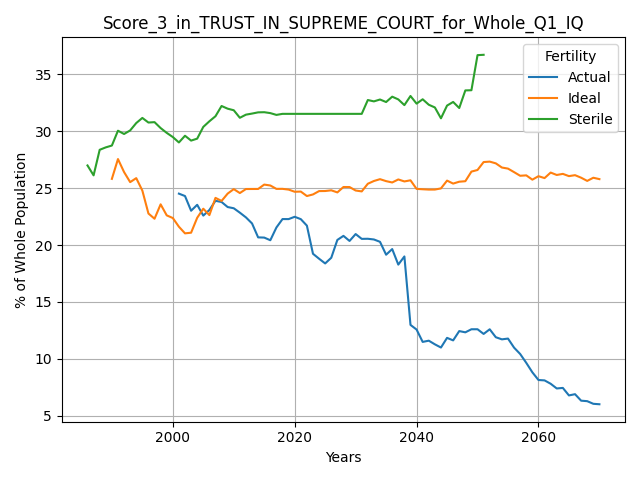 Score_3_in_TRUST_IN_SUPREME_COURT_for_Whole_Q1_IQ
Fertility
Actual
Ideal
Sterile
% of Whole Population
35
30
25
20
15
10
5
2000
2020
2040
2060
Years